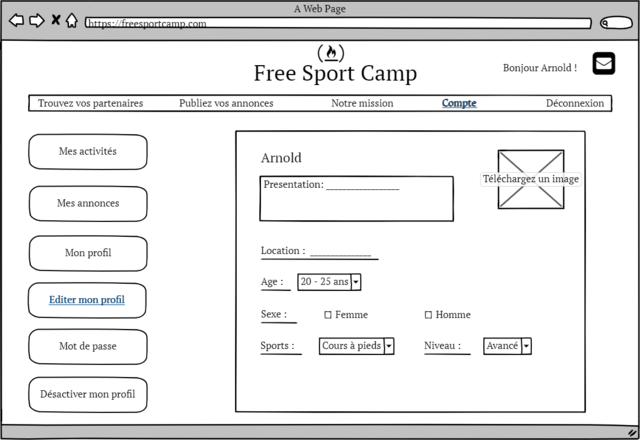 A Web Page
https://freesportcamp.com
Free Sport Camp
Bonjour Arnold !
Trouvez vos partenaires Publiez vos annonces Notre mission Compte Déconnexion
Mes activités
Mes annonces
Mon profil
Editer mon profil
Mot de passe
Désactiver mon profil
Arnold
Téléchargez un image
Presentation: __________________
Location : _______________
Age : 20 - 25 ans
Sexe : Femme Homme
Sports : Cours à pieds Niveau : Avancé